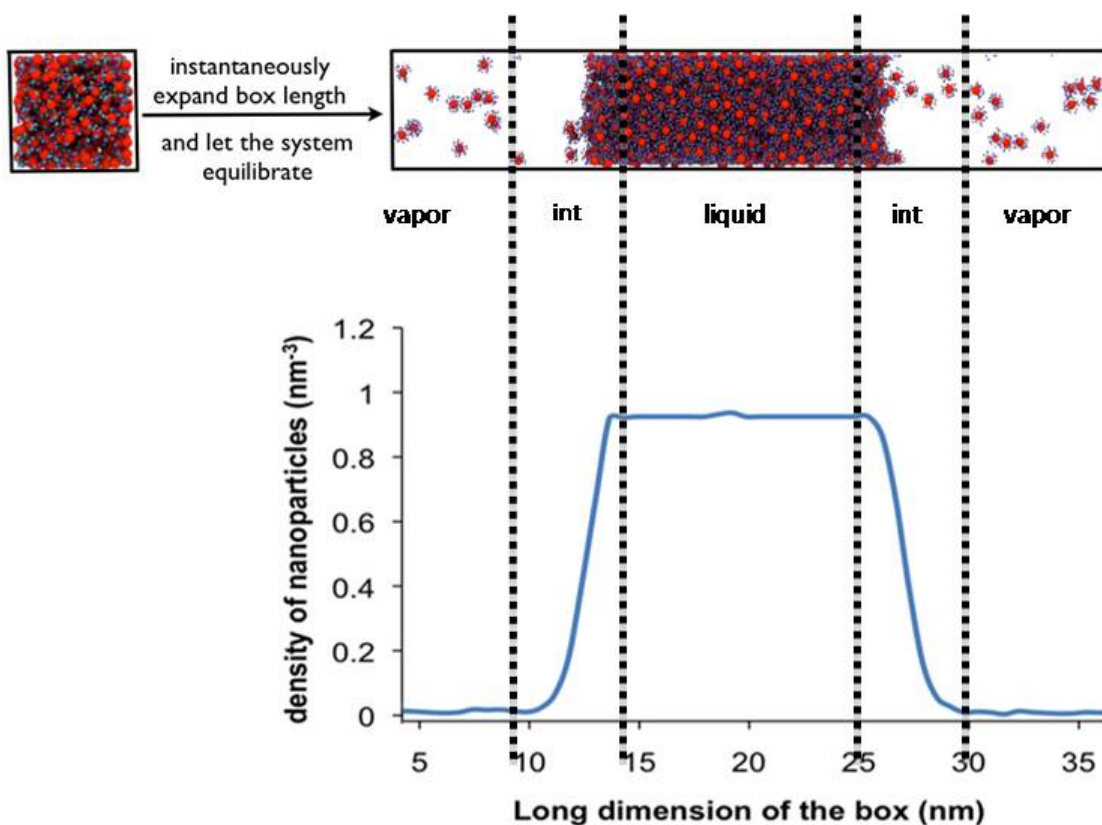 instantaneously
expand box length
and let the system
equilibrate
vapor int liquid int vapor
density of nanoparticles (nm⁻³)
1.2
1
0.8
0.6
0.4
0.2
0
5 10 15 20 25 30 35
Long dimension of the box (nm)